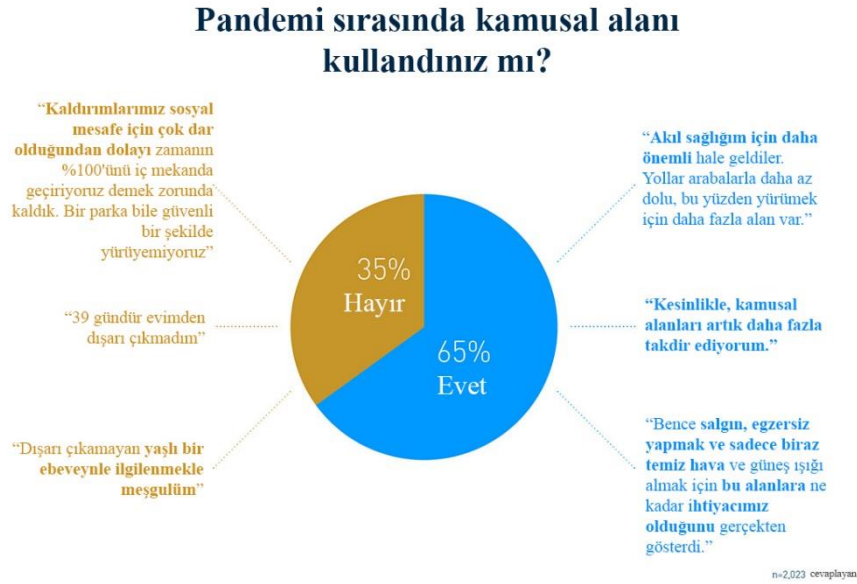 Pandemi sırasında kamusal alanı
kullandınız mı?
“Kaldırımlarımız sosyal
mesafe için çok dar
olduğundan dolayı zamanın
%100'ünü iç mekanda
geçiriyoruz demek zorunda
kaldık. Bir parka bile güvenli
bir şekilde
yürüyemiyoruz”
“39 gündür evimden
dışarı çıkmadım”
“Dışarı çıkamayan yaşlı bir
ebeveynle ilgilenmekle
meşgulüm”
35%
Hayır
65%
Evet
“Akıl sağlığım için daha
önemli hale geldiler.
Yollar arabalarla daha az
dolu, bu yüzden yürümek
için daha fazla alan var.”
“Kesinlikle, kamusal
alanları artık daha fazla
takdir ediyorum.”
“Bence salgın, egzersiz
yapmak ve sadece biraz
temiz hava ve güneş ışığı
almak için bu alanlara ne
kadar ihtiyacımız
olduğunu gerçekten
gösterdi.”
n=2,023 cevaplayan